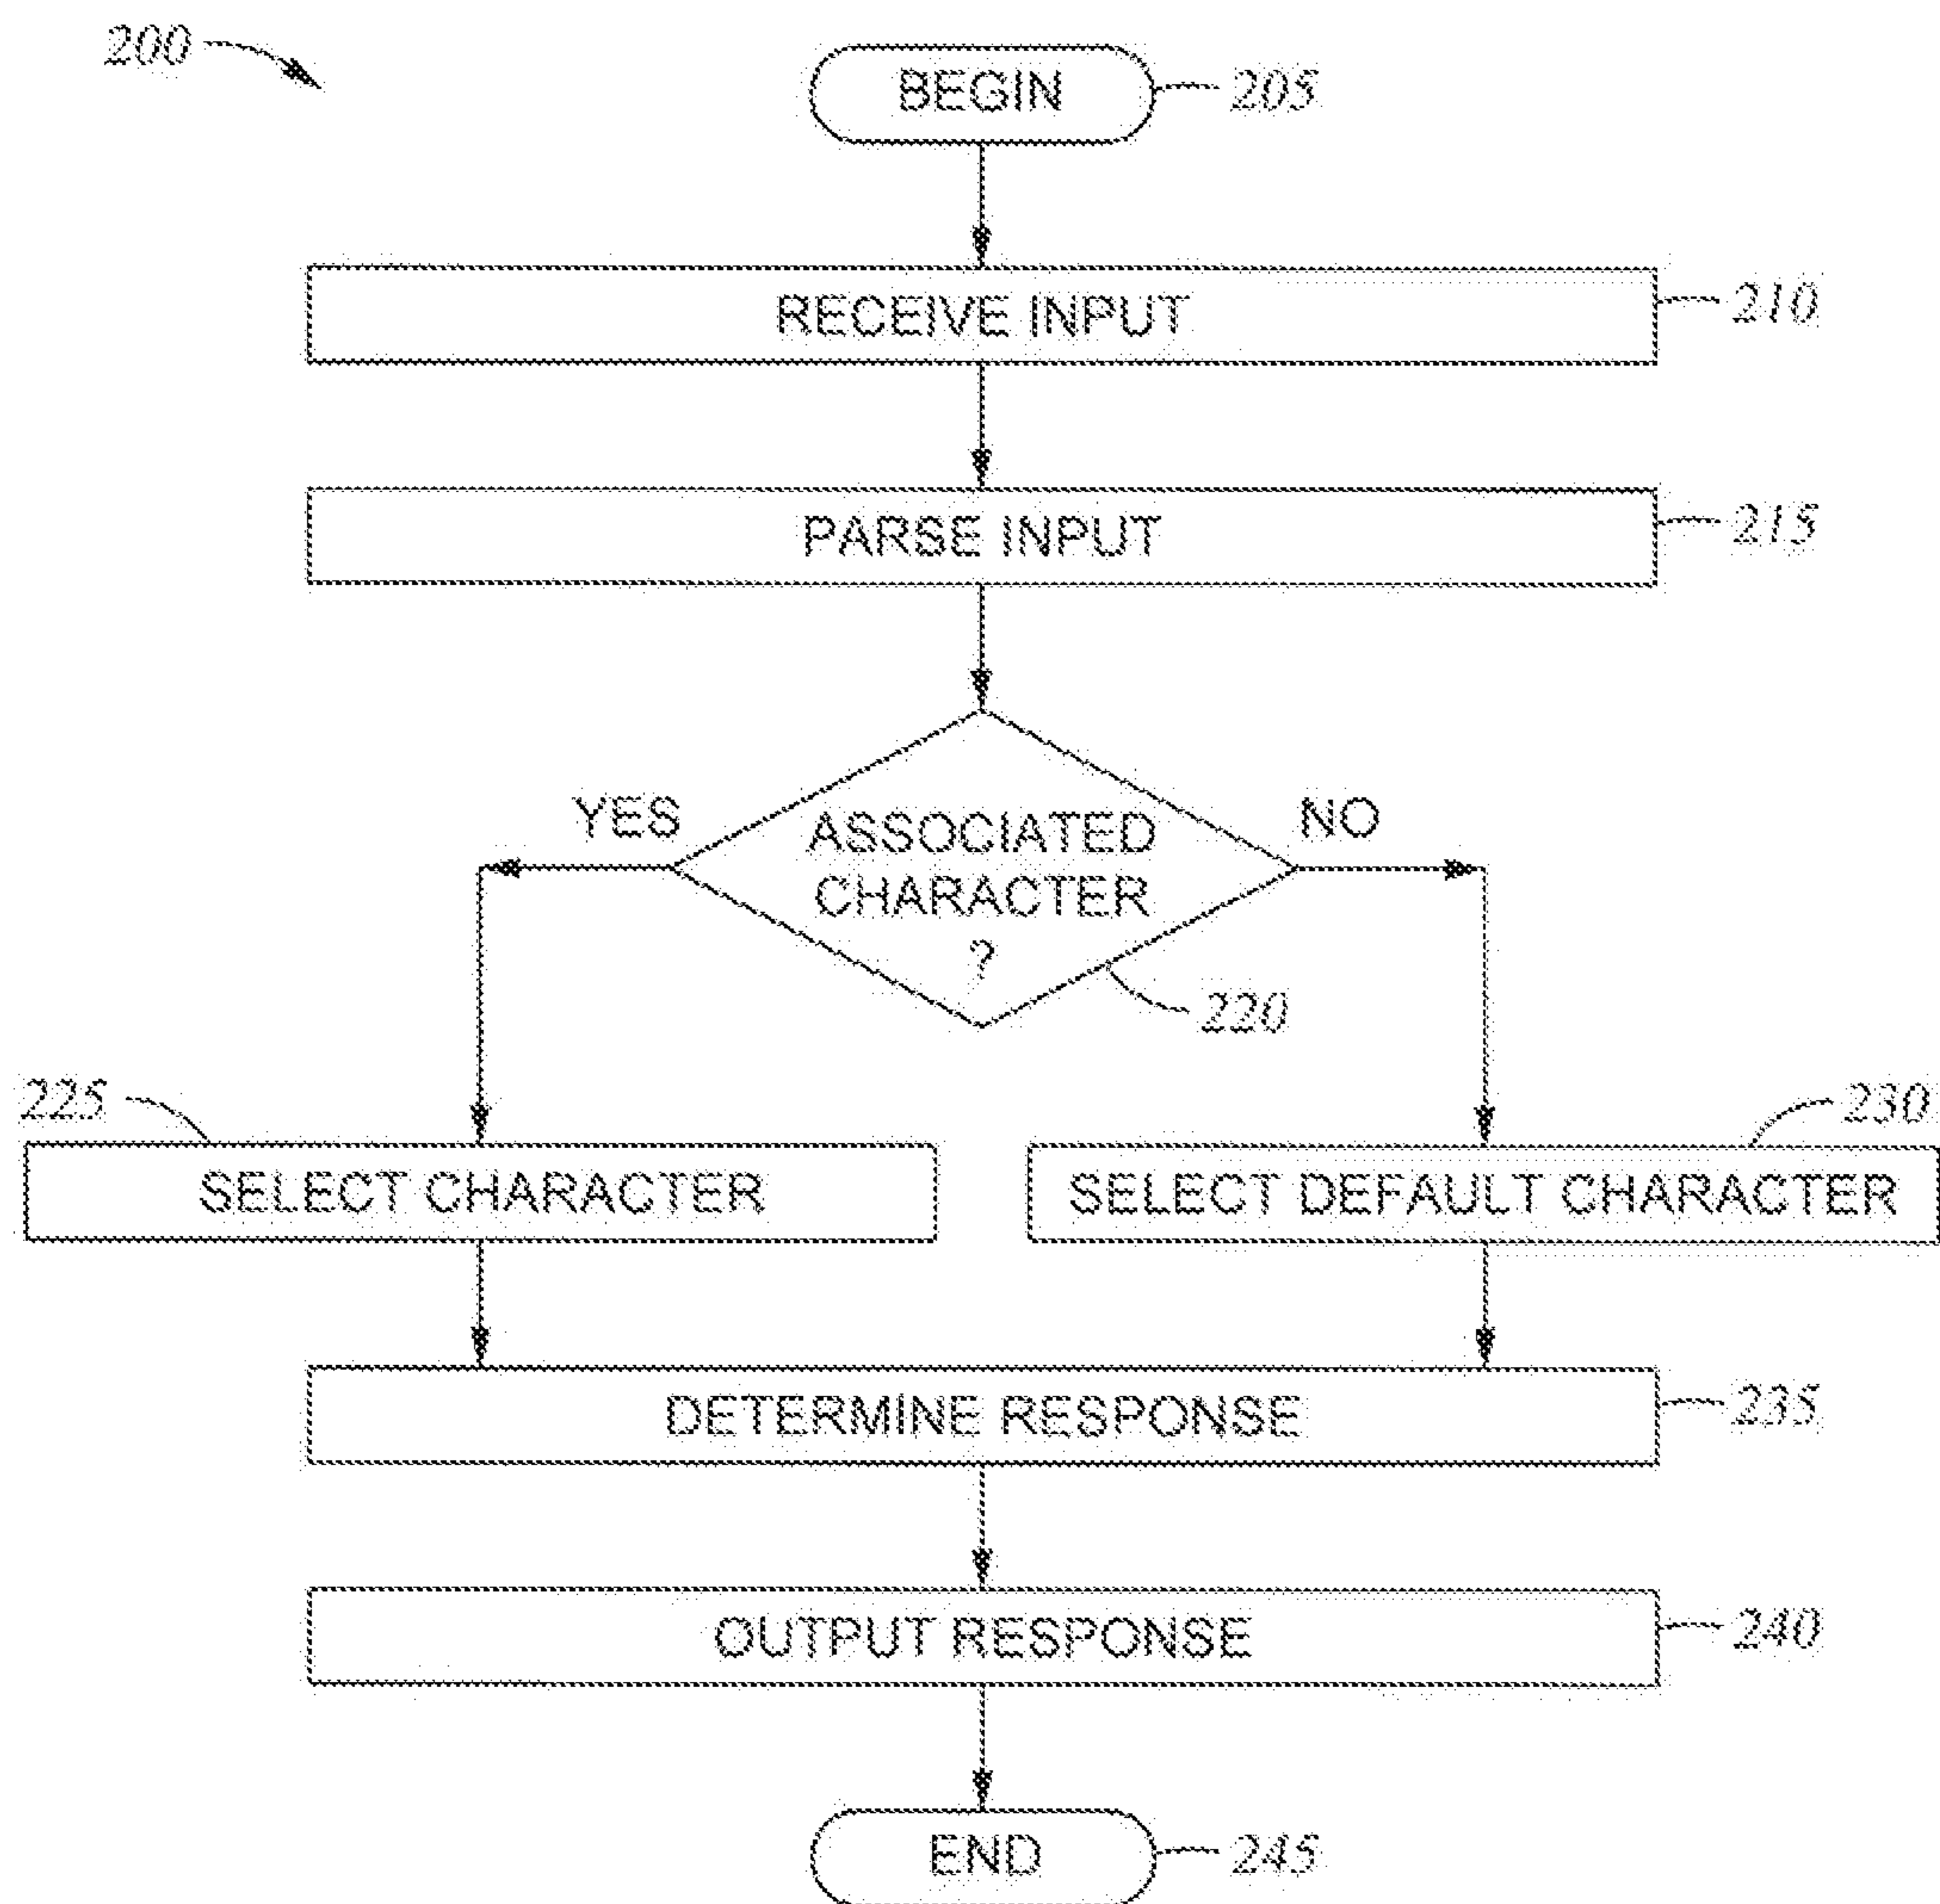 200
BEGIN
205
RECEIVE INPUT
210
PARSE INPUT
215
YES
NO
ASSOCIATED
CHARACTER
?
220
225
230
SELECT CHARACTER
SELECT DEFAULT CHARACTER
DETERMINE RESPONSE
235
OUTPUT RESPONSE
240
END
245